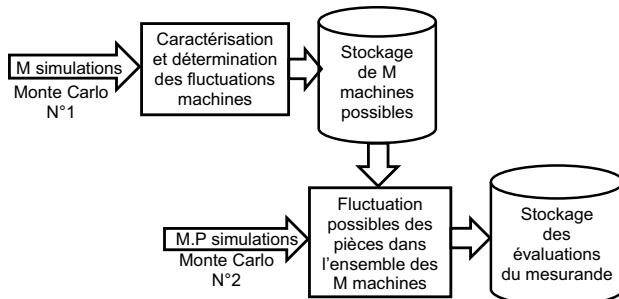 M simulations
Monte Carlo
N°1
Caractérisation
et détermination
des fluctuations
machines
Stockage
de M
machines
possibles
M.P simulations
Monte Carlo
N°2
Fluctuation
possibles des
pièces dans
l'ensemble des
M machines
Stockage
des
évaluations
du mesurande